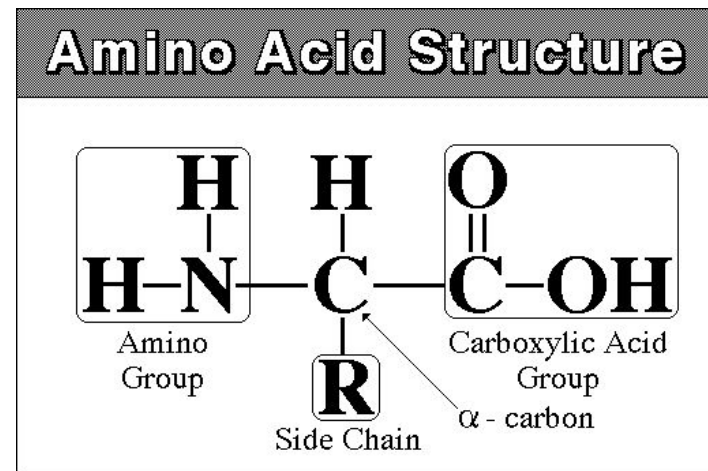 Amino Acid Structure
H H O
H–N C C–OH
Amino Group
Carboxylic Acid Group
R
α - carbon
Side Chain